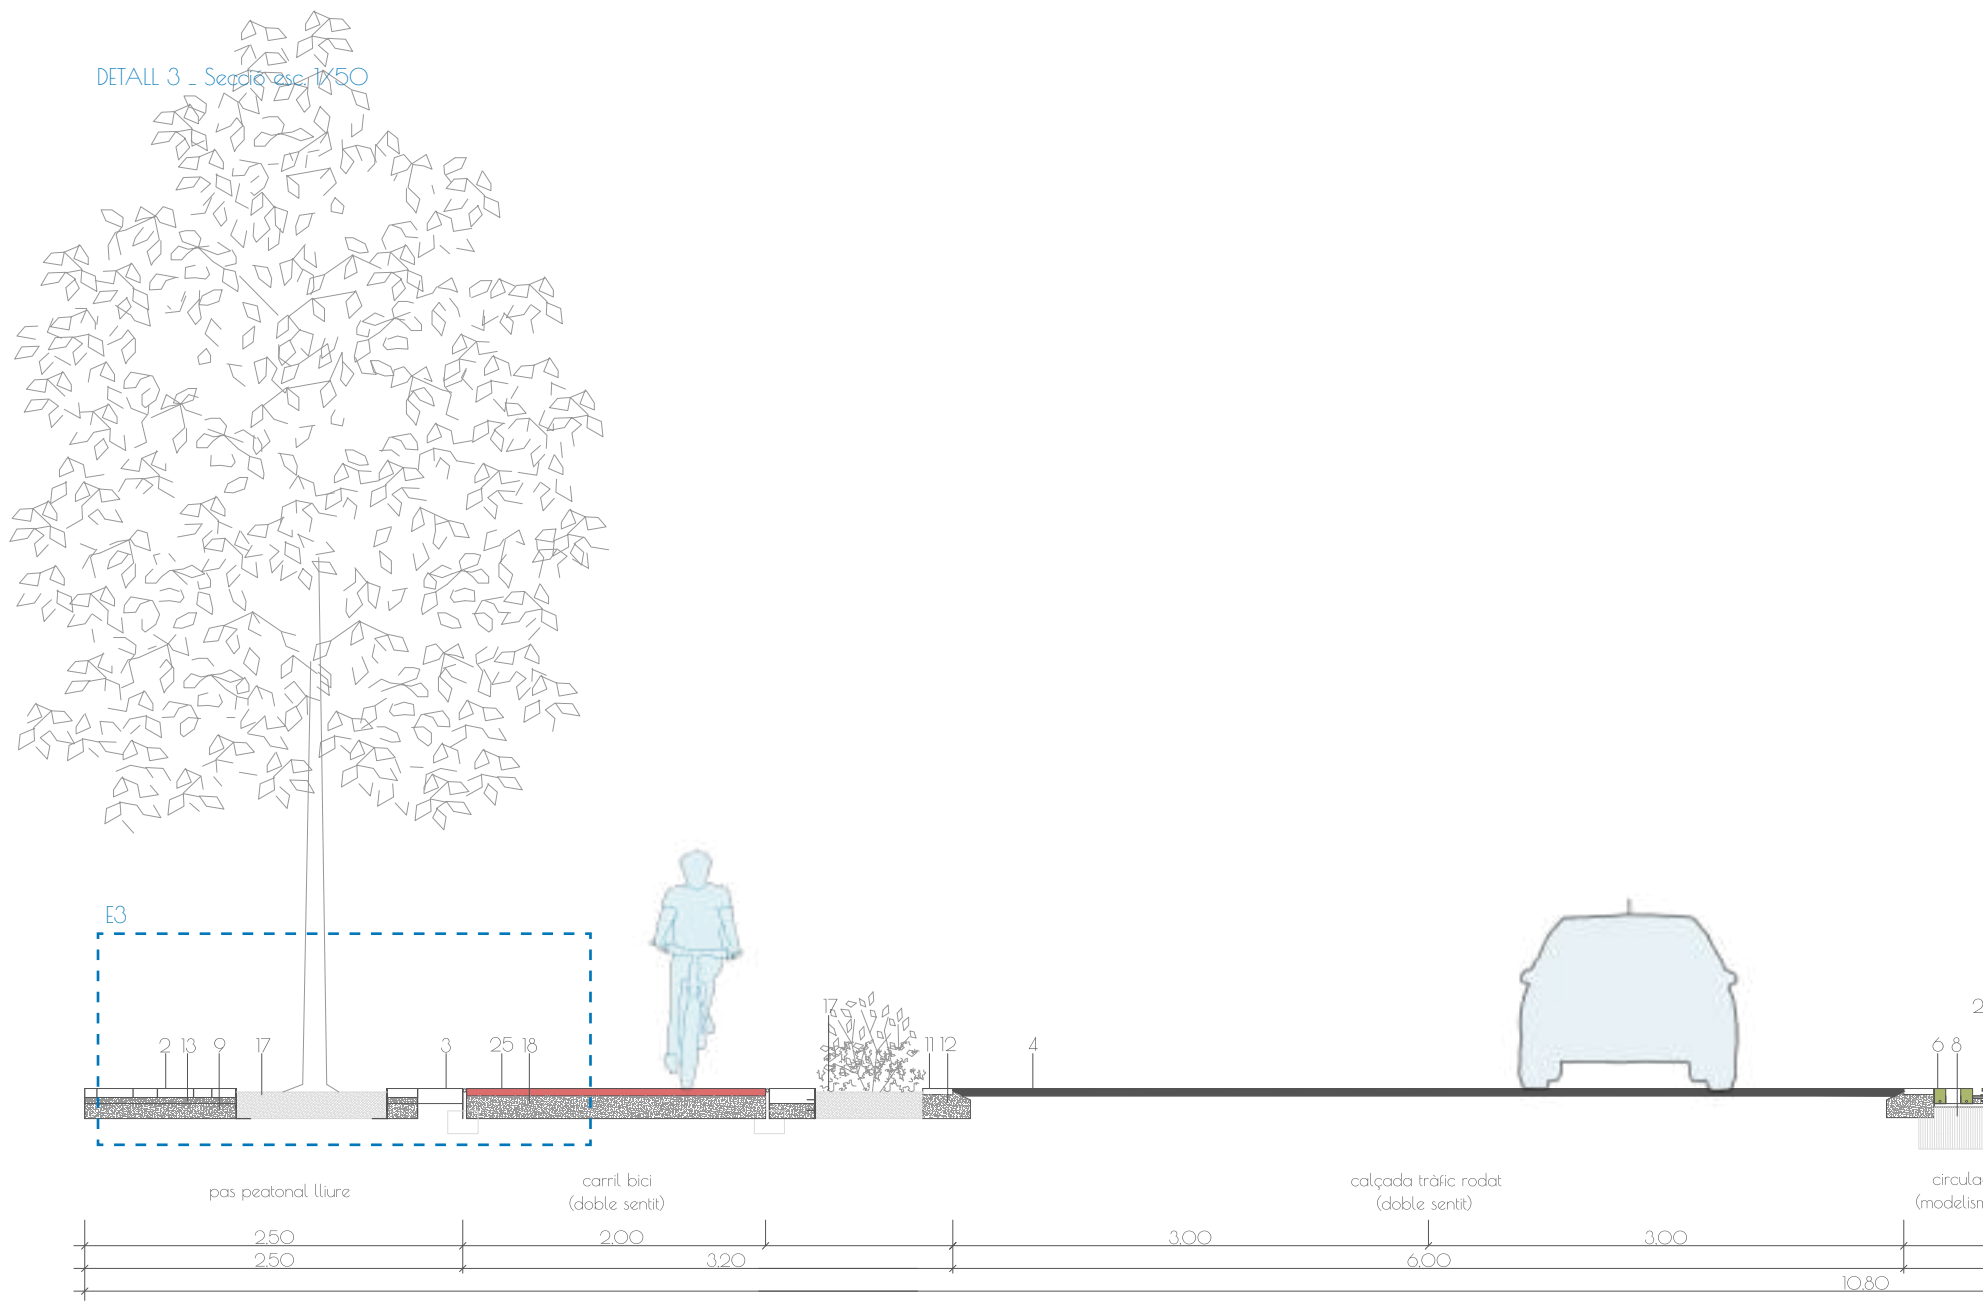 DETALL 3 _ Secció esc. 1/50
E3
17
2
2 13 9 17 3 25 18 11 12 4 6 8
pas peatonal lliure
carril bici
(doble sentit)
calçada tràfic rodat
(doble sentit)
2,50 2,00 3,00 3,00
2,50 3,20 6,00
10,80